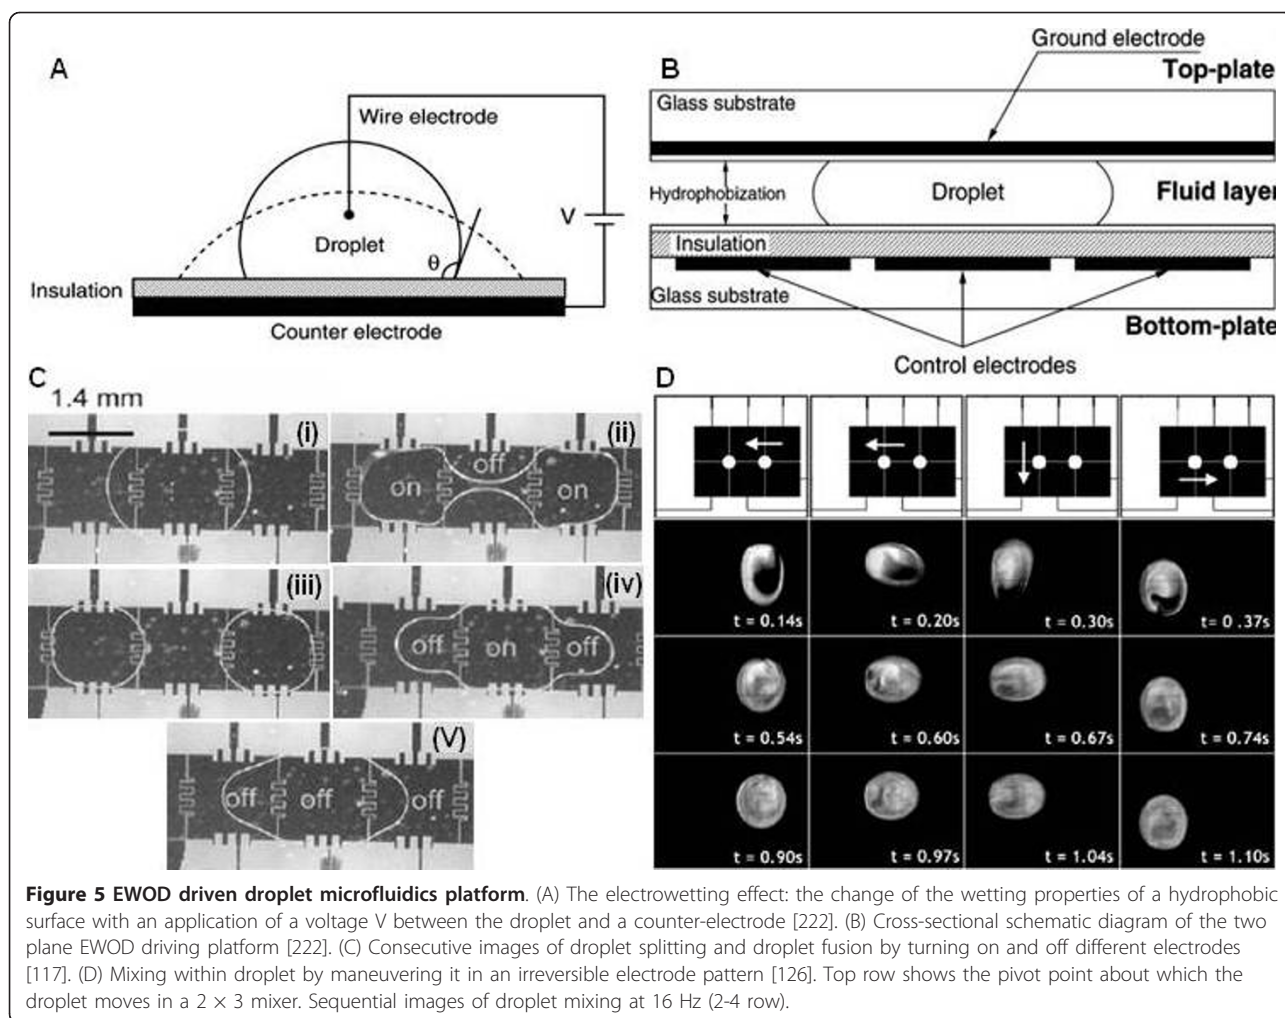 A
Wire electrode
V
Droplet
θ
Insulation
Counter electrode
B
Ground electrode
Top-plate
Glass substrate
Hydrophobization
Droplet
Fluid layer
Insulation
Glass substrate
Bottom-plate
Control electrodes
C
1.4 mm
(i)
(ii)
off
on
on
(iii)
(iv)
off
on
off
(V)
off
off
off
D
t = 0.14s
t = 0.20s
t = 0.30s
t = 0.37s
t = 0.54s
t = 0.60s
t = 0.67s
t = 0.74s
t = 0.90s
t = 0.97s
t = 1.04s
t = 1.10s
Figure 5 EWOD driven droplet microfluidics platform. (A) The electrowetting effect: the change of the wetting properties of a hydrophobic
surface with an application of a voltage V between the droplet and a counter-electrode [222]. (B) Cross-sectional schematic diagram of the two
plane EWOD driving platform [222]. (C) Consecutive images of droplet splitting and droplet fusion by turning on and off different electrodes
[117]. (D) Mixing within droplet by maneuvering it in an irreversible electrode pattern [126]. Top row shows the pivot point about which the
droplet moves in a 2 × 3 mixer. Sequential images of droplet mixing at 16 Hz (2-4 row).